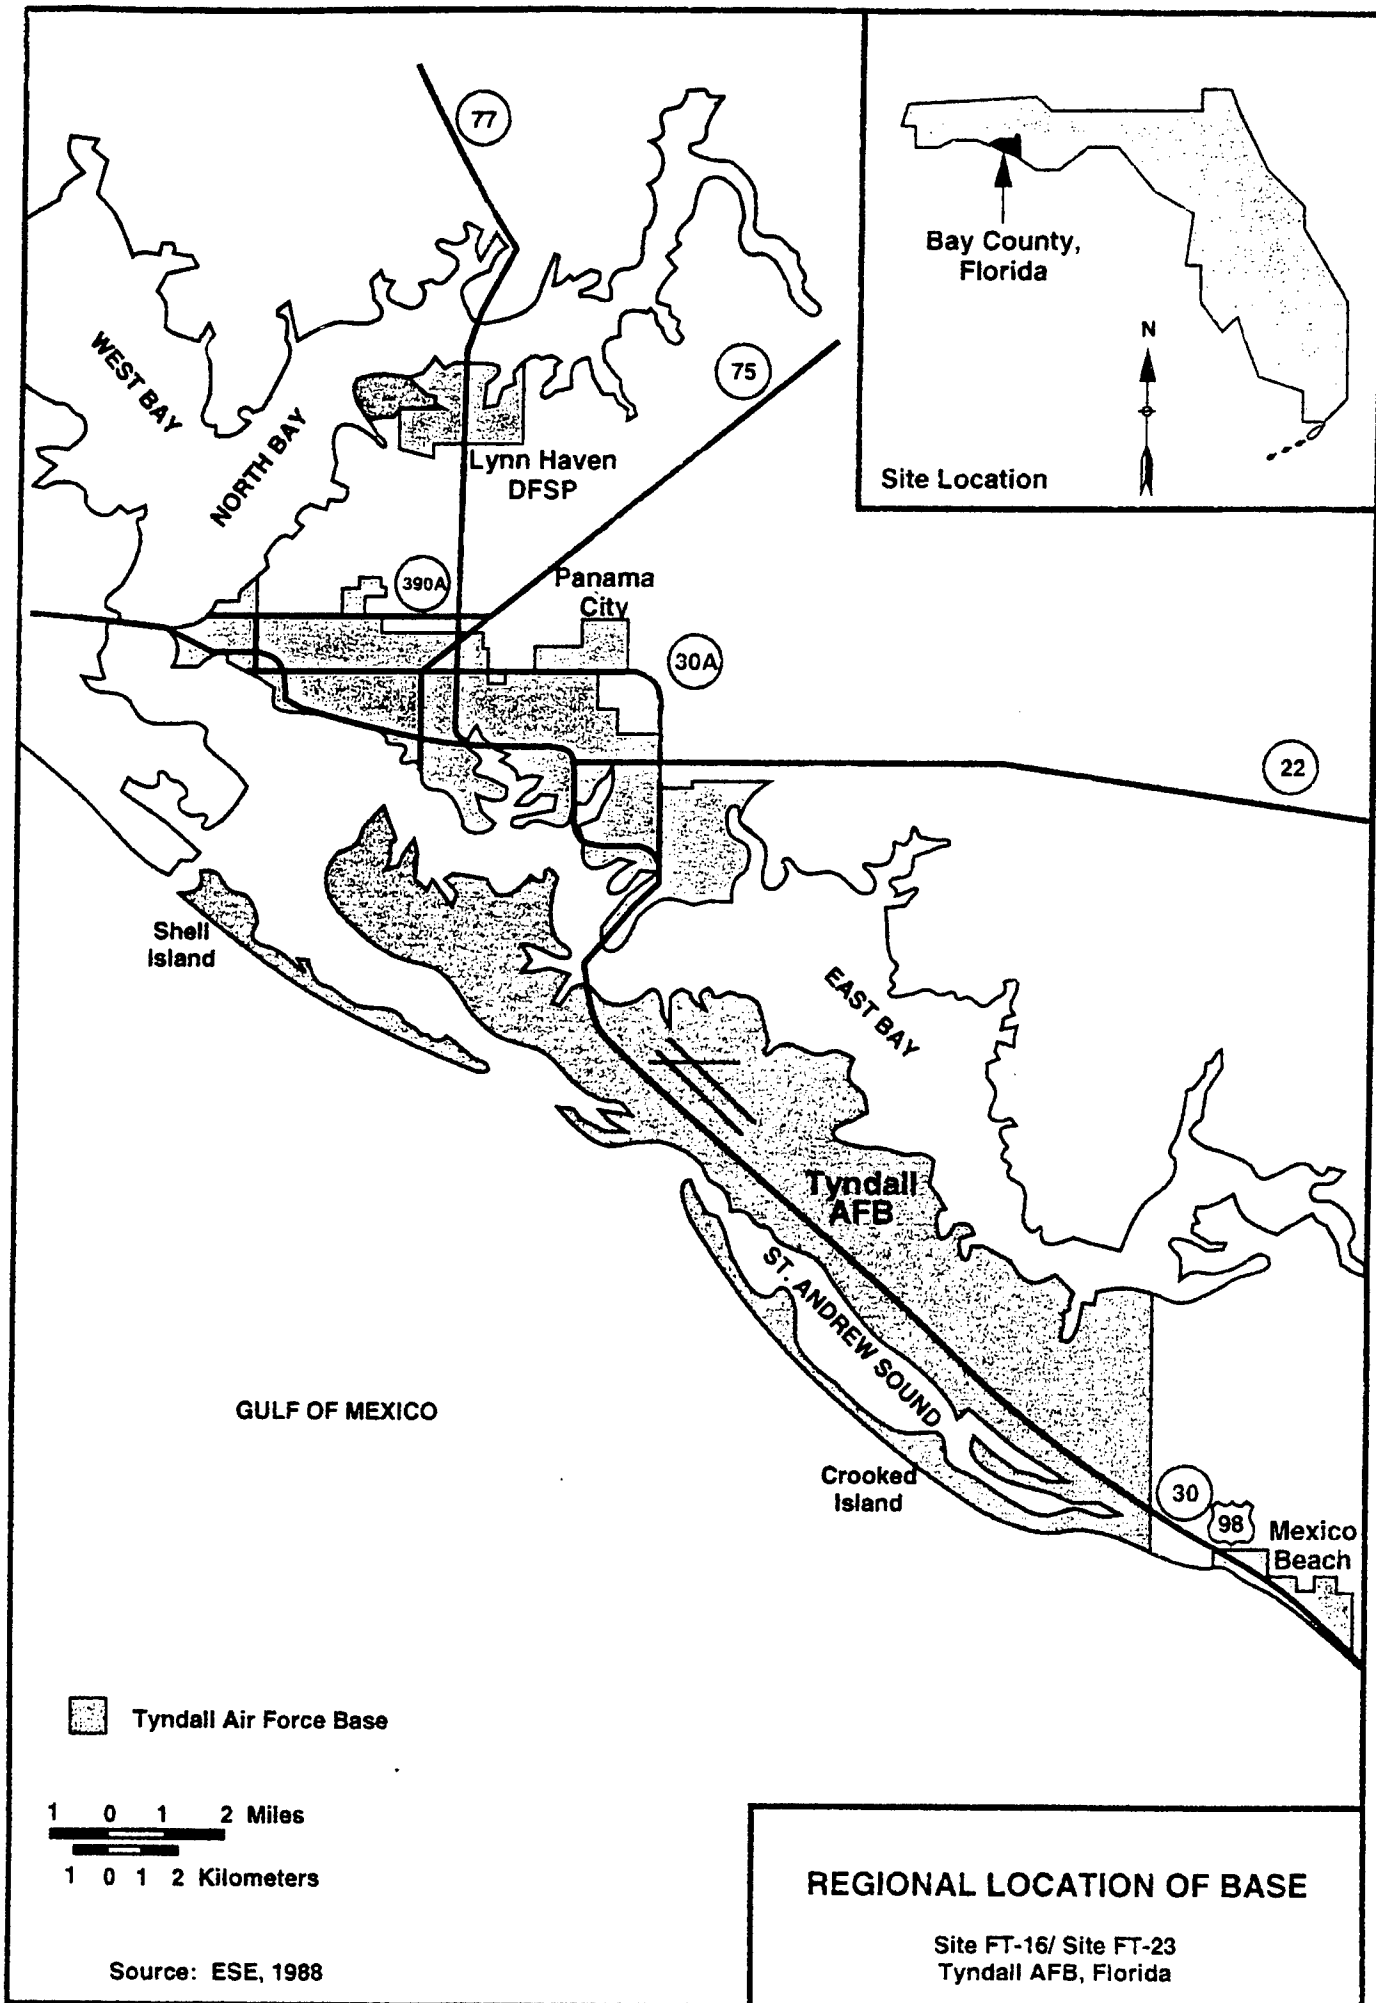 77
Bay County,
Florida
N
Site Location
WEST BAY
NORTH BAY
75
Lynn Haven
DFSP
390A
Panama
City
30A
22
Shell
Island
EAST BAY
Tyndall
AFB
ST. ANDREW SOUND
GULF OF MEXICO
Crooked
Island
30
98
Mexico
Beach
Tyndall Air Force Base
1 0 1 2 Miles
1 0 1 2 Kilometers
Source: ESE, 1988
REGIONAL LOCATION OF BASE
Site FT-16/ Site FT-23
Tyndall AFB, Florida